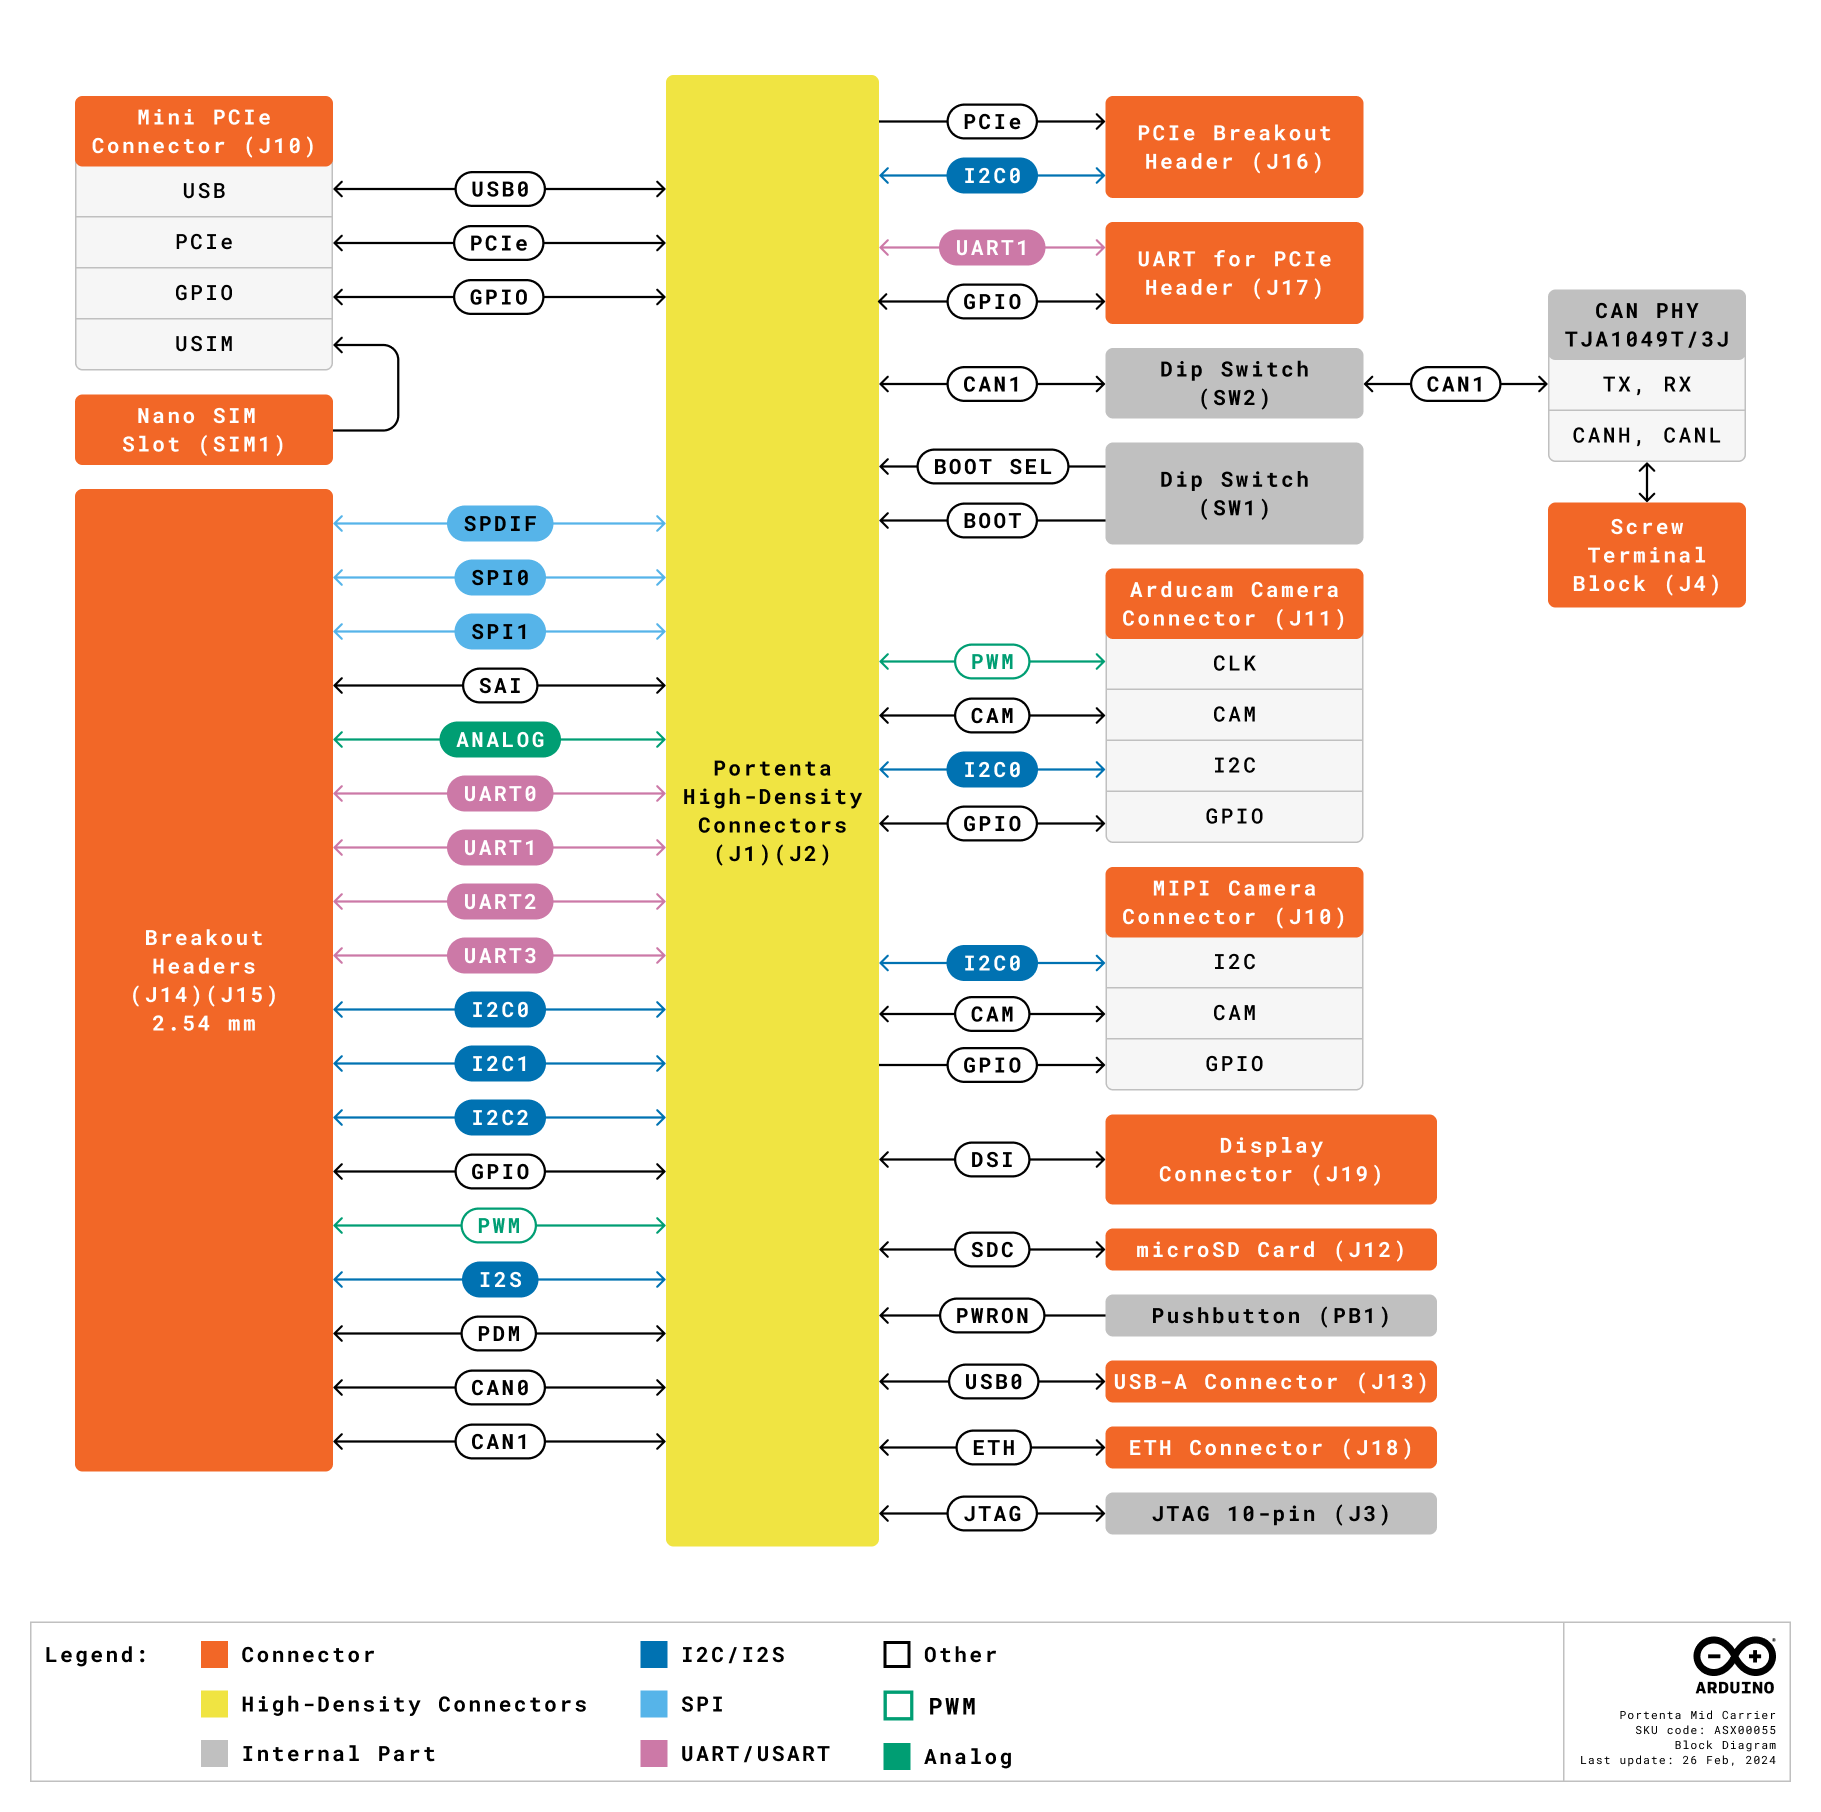 Mini PCIe
Connector (J10)
USB
PCIe
GPIO
USIM
Nano SIM
Slot (SIM1)
USB0
PCIe
GPIO
Breakout
Headers
(J14)(J15)
2.54 mm
SPDIF
SPI0
SPI1
SAI
ANALOG
UART0
UART1
UART2
UART3
I2C0
I2C1
I2C2
GPIO
PWM
I2S
PDM
CAN0
CAN1
Portenta
High-Density
Connectors
(J1)(J2)
PCIe
I2C0
PCIe Breakout
Header (J16)
UART1
GPIO
UART for PCIe
Header (J17)
CAN1
Dip Switch
(SW2)
CAN1
CAN PHY
TJA1049T/3J
TX, RX
CANH, CANL
Screw
Terminal
Block (J4)
BOOT SEL
BOOT
Dip Switch
(SW1)
Arducam Camera
Connector (J11)
PWM
CLK
CAM
CAM
I2C0
I2C
GPIO
GPIO
MIPI Camera
Connector (J10)
I2C0
I2C
CAM
CAM
GPIO
GPIO
DSI
Display
Connector (J19)
SDC
microSD Card (J12)
PWRON
Pushbutton (PB1)
USB0
USB-A Connector (J13)
ETH
ETH Connector (J18)
JTAG
JTAG 10-pin (J3)
Legend:
Connector
High-Density Connectors
Internal Part
I2C/I2S
SPI
UART/USART
Other
PWM
Analog
ARDUINO
Portenta Mid Carrier
SKU code: ASX00055
Block Diagram
Last update: 26 Feb, 2024